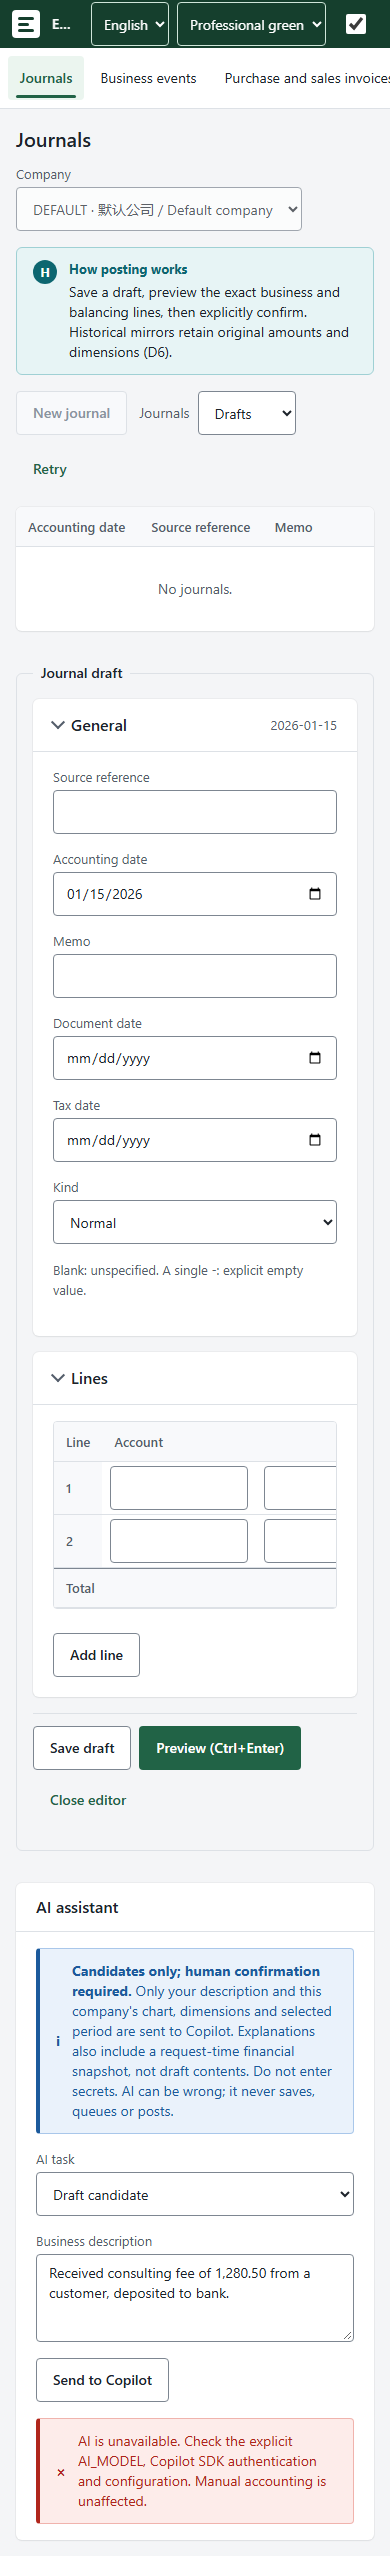 E...
English
Professional green
Journals
Business events
Purchase and sales invoices
Journals
Company
DEFAULT · 默认公司 / Default company
H
How posting works
Save a draft, preview the exact business and
balancing lines, then explicitly confirm.
Historical mirrors retain original amounts and
dimensions (D6).
New journal
Journals
Drafts
Retry
Accounting date
Source reference
Memo
No journals.
Journal draft
General
2026-01-15
Source reference
Accounting date
01/15/2026
Memo
Document date
mm/dd/yyyy
Tax date
mm/dd/yyyy
Kind
Normal
Blank: unspecified. A single -: explicit empty
value.
Lines
Line
Account
1
2
Total
Add line
Save draft
Preview (Ctrl+Enter)
Close editor
AI assistant
i
Candidates only; human confirmation
required. Only your description and this
company's chart, dimensions and selected
period are sent to Copilot. Explanations
also include a request-time financial
snapshot, not draft contents. Do not enter
secrets. AI can be wrong; it never saves,
queues or posts.
AI task
Draft candidate
Business description
Received consulting fee of 1,280.50 from a
customer, deposited to bank.
Send to Copilot
×
AI is unavailable. Check the explicit
AI_MODEL, Copilot SDK authentication
and configuration. Manual accounting is
unaffected.